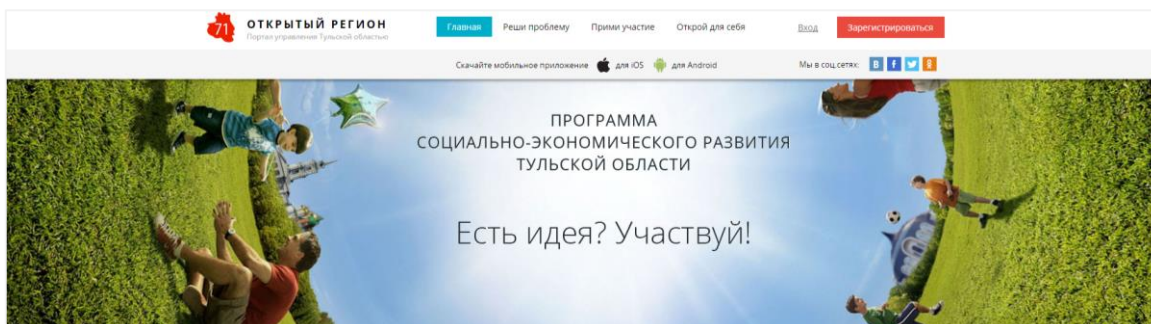 71
ОТКРЫТЫЙ РЕГИОН
Портал управления Тульской областью
Главная Реши проблему Прими участие Открой для себя Вход Зарегистрироваться
Скачайте мобильное приложение для iOS для Android Мы в соц.сетях:
ПРОГРАММА
СОЦИАЛЬНО-ЭКОНОМИЧЕСКОГО РАЗВИТИЯ
ТУЛЬСКОЙ ОБЛАСТИ
Есть идея? Участвуй!